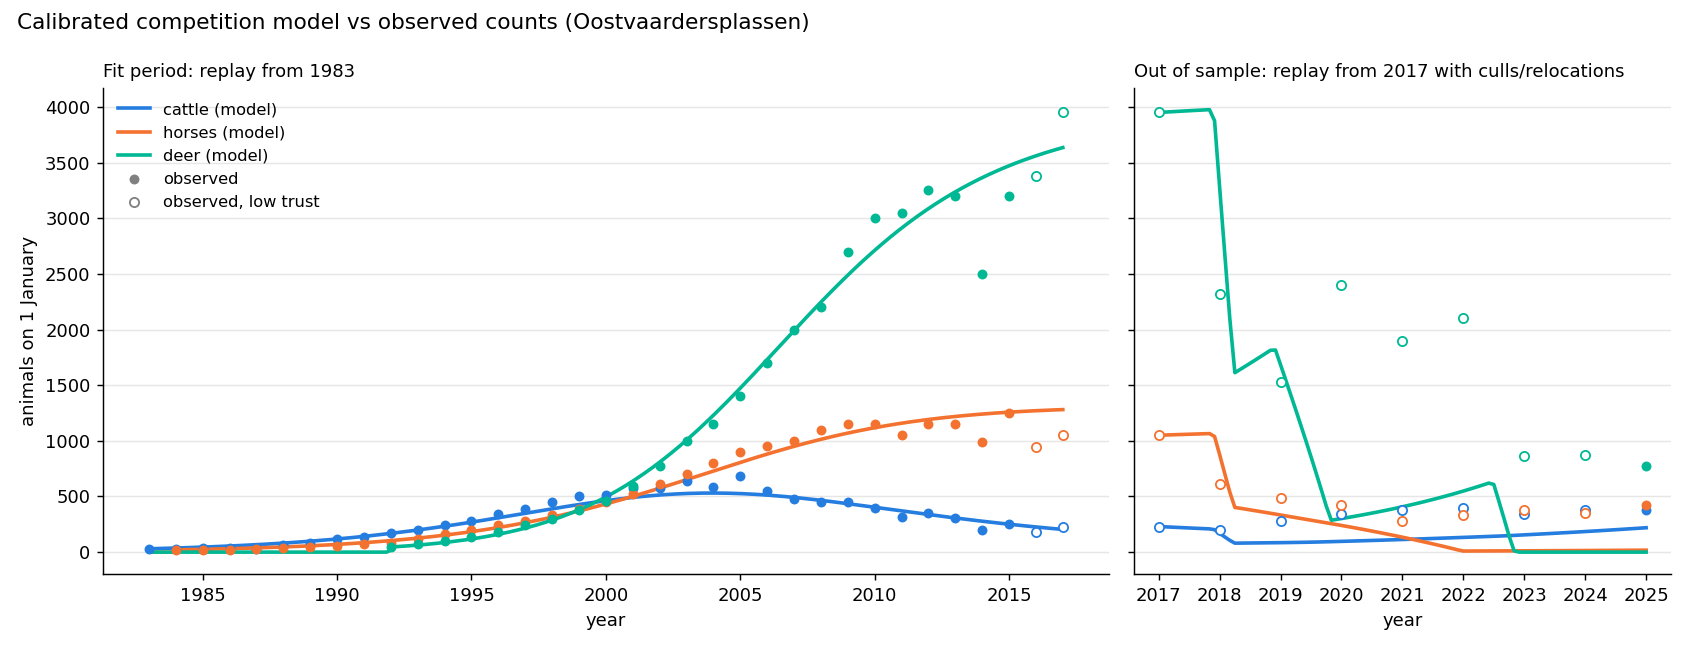 Calibrated competition model vs observed counts (Oostvaardersplassen)
Fit period: replay from 1983
Out of sample: replay from 2017 with culls/relocations
animals on 1 January
4000
3500
3000
2500
2000
1500
1000
500
0
cattle (model)
horses (model)
deer (model)
observed
observed, low trust
1985 1990 1995 2000 2005 2010 2015
year
2017 2018 2019 2020 2021 2022 2023 2024 2025
year